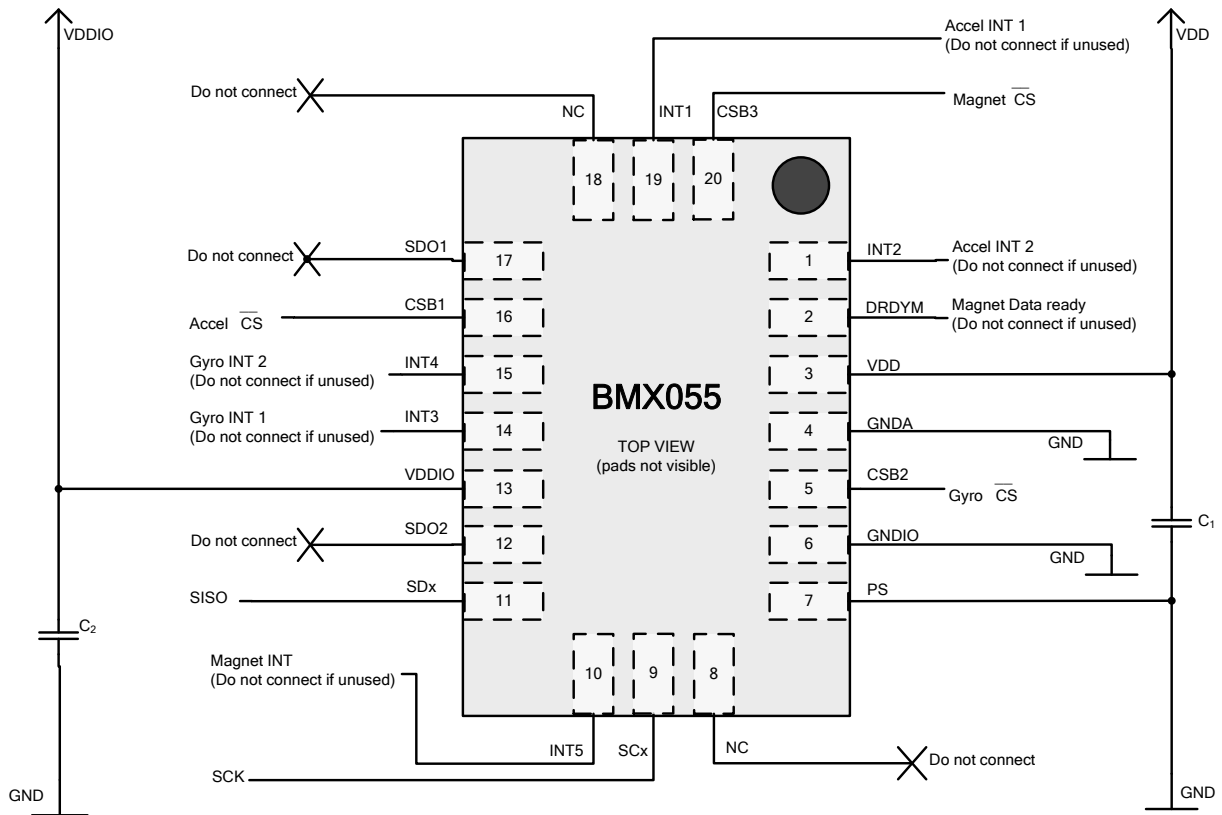 VDDIO
Accel INT 1
(Do not connect if unused)
VDD
Do not connect
Magnet CS
NC
INT1
CSB3
18
19
20
Do not connect
SDO1
17
1
INT2
Accel INT 2
(Do not connect if unused)
Accel CS
CSB1
16
2
DRDYM
Magnet Data ready
(Do not connect if unused)
Gyro INT 2
(Do not connect if unused)
INT4
15
3
VDD
BMX055
Gyro INT 1
(Do not connect if unused)
INT3
14
4
GNDA
GND
TOP VIEW
(pads not visible)
VDDIO
13
5
CSB2
Gyro CS
Do not connect
SDO2
12
6
GNDIO
GND
C1
SISO
SDx
11
7
PS
C2
Magnet INT
(Do not connect if unused)
10
9
8
INT5
SCx
NC
Do not connect
SCK
GND
GND